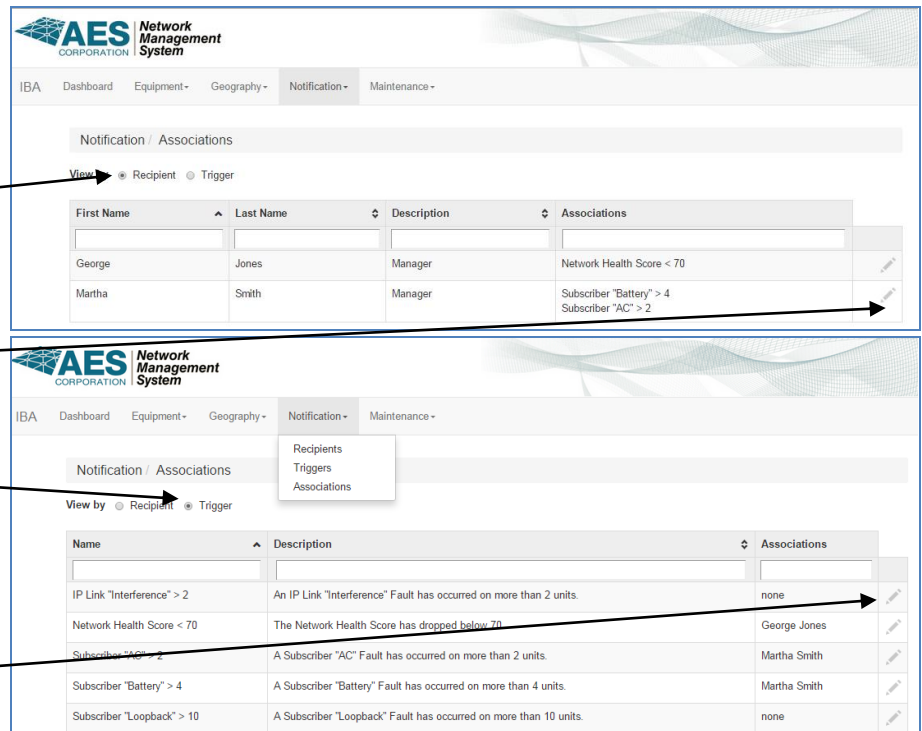 AES CORPORATION Network Management System
IBA Dashboard Equipment Geography Notification Maintenance
Notification / Associations
View by Recipient Trigger
First Name Last Name Description Associations
George Jones Manager Network Health Score < 70
Martha Smith Manager Subscriber "Battery" > 4
Subscriber "AC" > 2
AES CORPORATION Network Management System
IBA Dashboard Equipment Geography Notification Maintenance
Recipients
Triggers
Associations
Notification / Associations
View by Recipient Trigger
Name Description Associations
IP Link "Interference" > 2 An IP Link "Interference" Fault has occurred on more than 2 units. none
Network Health Score < 70 The Network Health Score has dropped below 70 George Jones
Subscriber "AC" > 2 A Subscriber "AC" Fault has occurred on more than 2 units. Martha Smith
Subscriber "Battery" > 4 A Subscriber "Battery" Fault has occurred on more than 4 units. Martha Smith
Subscriber "Loopback" > 10 A Subscriber "Loopback" Fault has occurred on more than 10 units. none